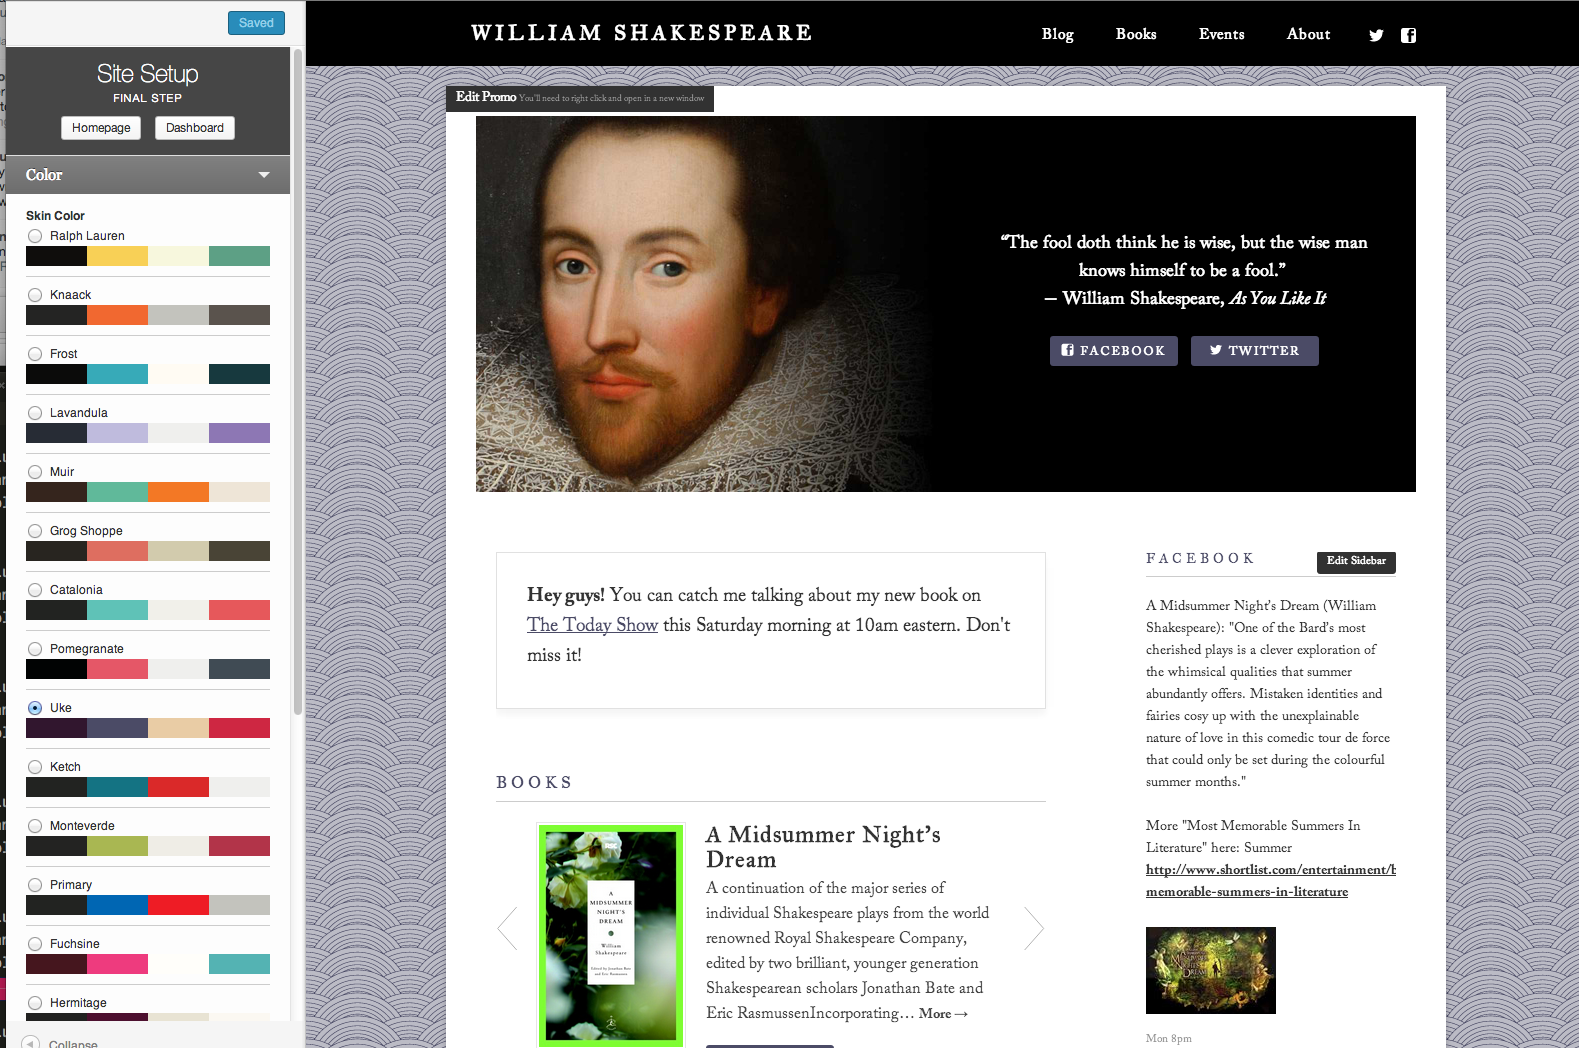 Saved
Site Setup
FINAL STEP
Homepage
Dashboard
Color
Skin Color
Ralph Lauren
Knaack
Frost
Lavandula
Muir
Grog Shoppe
Catalonia
Pomegranate
Uke
Ketch
Monteverde
Primary
Fuchsine
Hermitage
Collapse
WILLIAM SHAKESPEARE
Blog
Books
Events
About
Edit Promo You'll need to right click and open in a new window
“The fool doth think he is wise, but the wise man
knows himself to be a fool.”
— William Shakespeare, As You Like It
FACEBOOK
TWITTER
Hey guys! You can catch me talking about my new book on
The Today Show this Saturday morning at 10am eastern. Don't
miss it!
BOOKS
A
MIDSUMMER
NIGHT'S
DREAM
William
Shakespeare
Edited by Jonathan Bate
and Eric Rasmussen
A Midsummer Night’s
Dream
A continuation of the major series of
individual Shakespeare plays from the world
renowned Royal Shakespeare Company,
edited by two brilliant, younger generation
Shakespearean scholars Jonathan Bate and
Eric RasmussenIncorporating… More →
FACEBOOK
Edit Sidebar
A Midsummer Night's Dream (William
Shakespeare): "One of the Bard's most
cherished plays is a clever exploration of
the whimsical qualities that summer
abundantly offers. Mistaken identities and
fairies cosy up with the unexplainable
nature of love in this comedic tour de force
that could only be set during the colourful
summer months."
More "Most Memorable Summers In
Literature" here: Summer
http://www.shortlist.com/entertainment/b
memorable-summers-in-literature
MIDSUMMER
NIGHT'S
DREAM
Mon 8pm